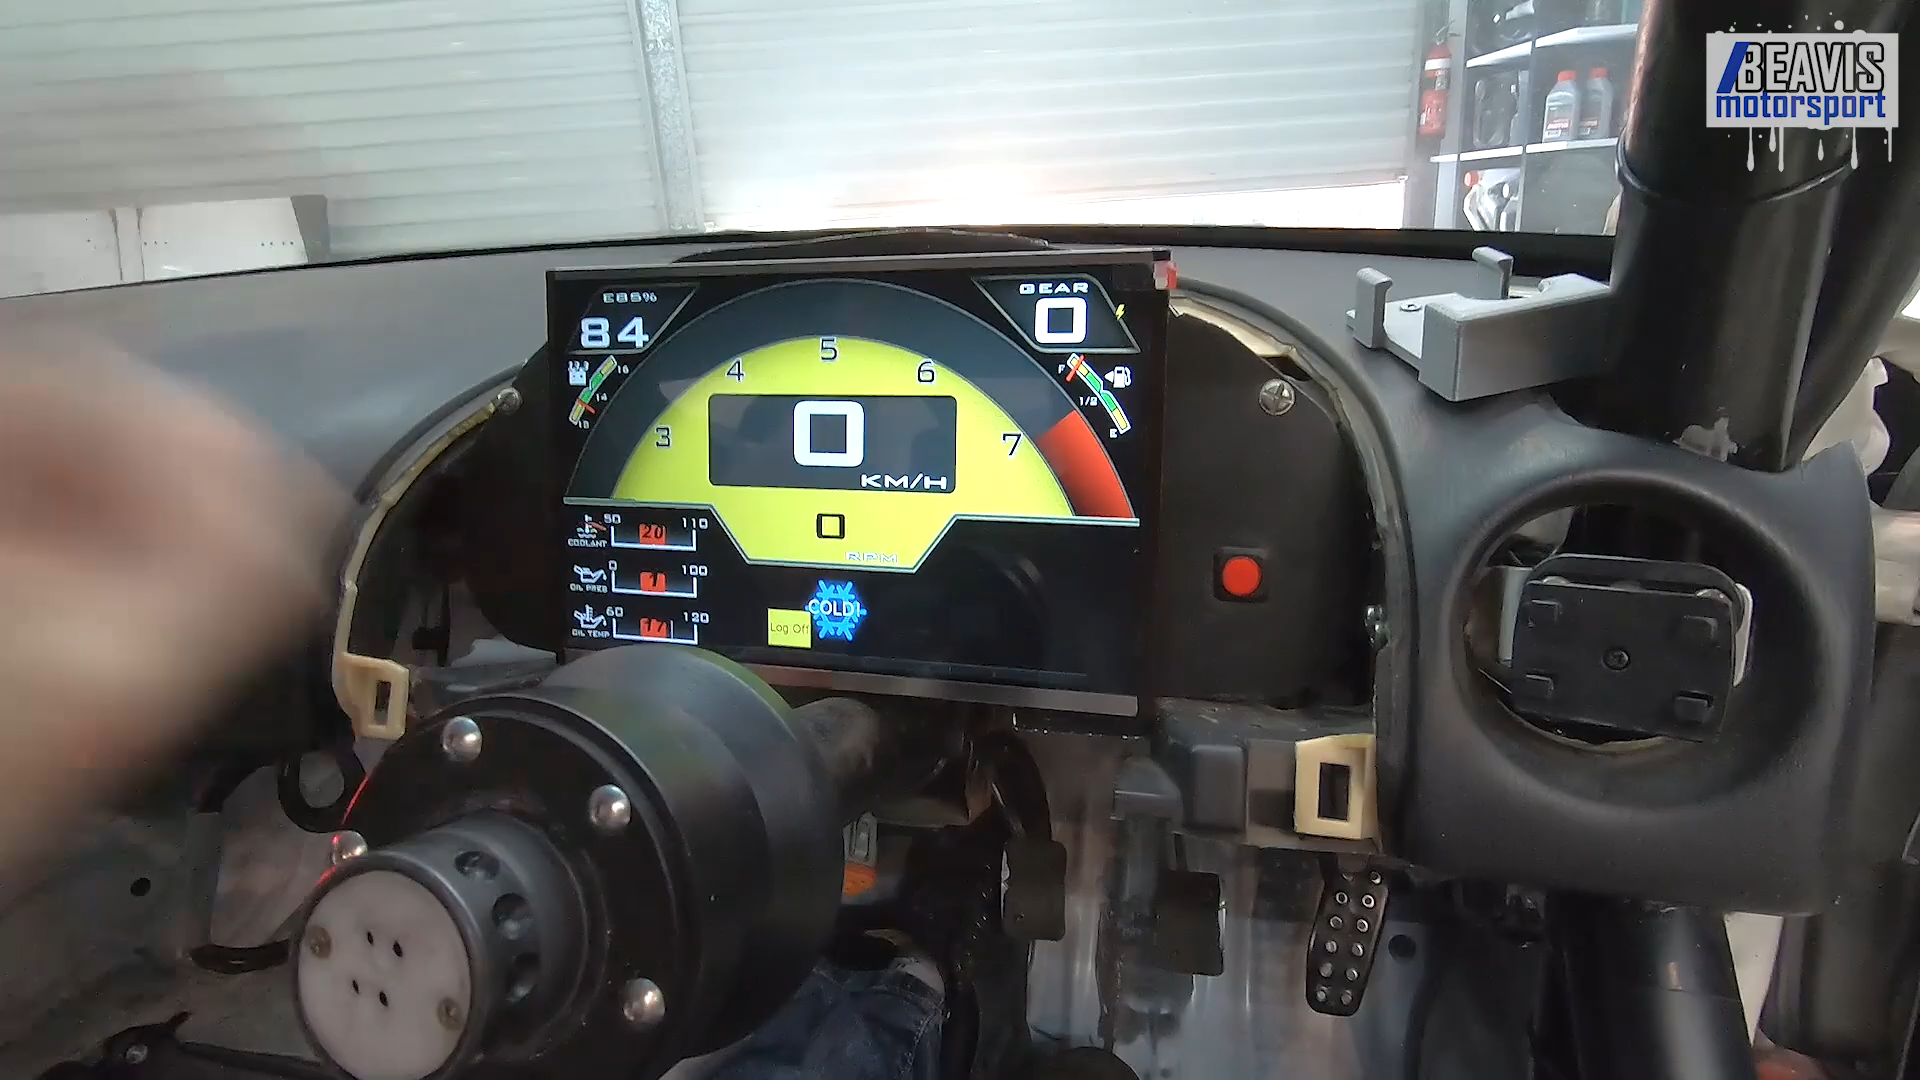 BEAVIS
motorsport
E85%
84
GEAR
0
16
14
F
1/2
E
3
4
5
6
7
0
KM/H
0
RPM
50
110
20
COOLANT
0
100
1
OIL PRES
60
120
17
OIL TEMP
COLD!
Log Off